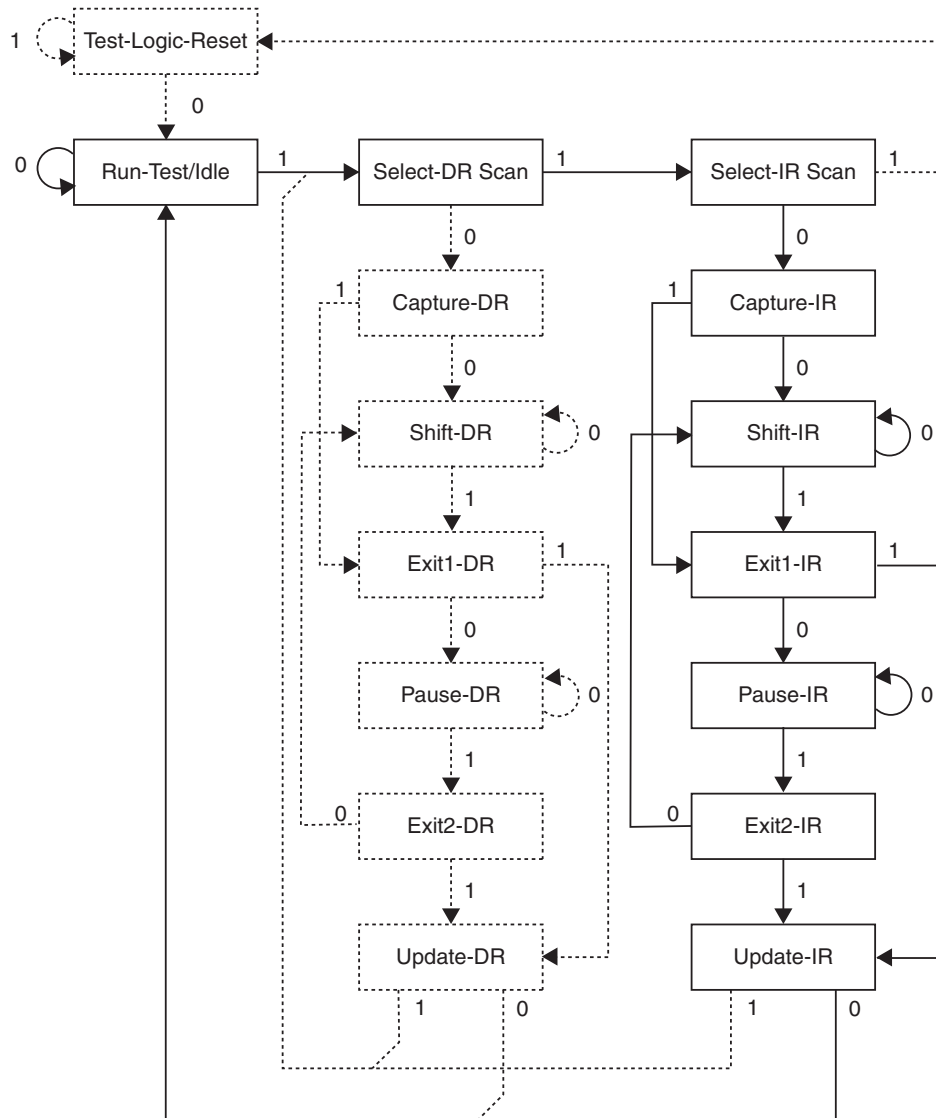 1
Test-Logic-Reset
0
0
Run-Test/Idle
1
Select-DR Scan
1
Select-IR Scan
1
0
0
1
Capture-DR
1
Capture-IR
0
0
Shift-DR
0
Shift-IR
0
1
1
Exit1-DR
1
Exit1-IR
1
0
0
Pause-DR
0
Pause-IR
0
1
1
0
Exit2-DR
0
Exit2-IR
1
1
Update-DR
Update-IR
1
0
1
0